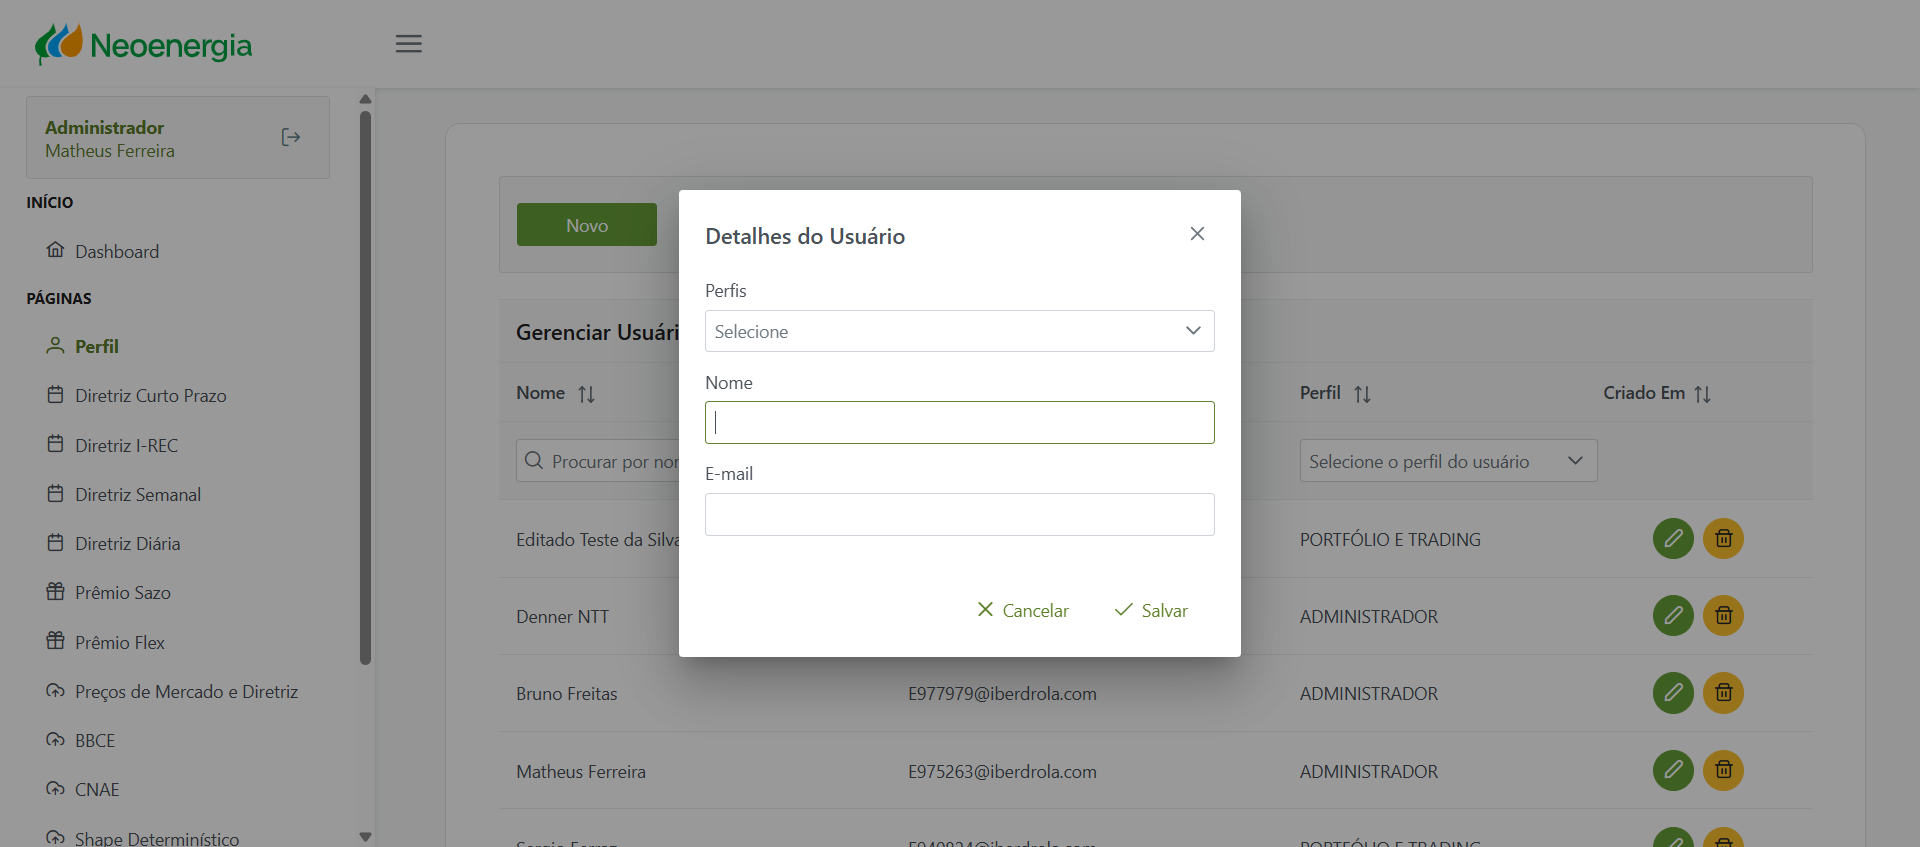 Neoenergia
Administrador
Matheus Ferreira
INÍCIO
Dashboard
PÁGINAS
Perfil
Diretriz Curto Prazo
Diretriz I-REC
Diretriz Semanal
Diretriz Diária
Prêmio Sazo
Prêmio Flex
Preços de Mercado e Diretriz
BBCE
CNAE
Shape Determinístico
Novo
Gerenciar Usuári
Nome
Perfil
Criado Em
Procurar por nor
Selecione o perfil do usuário
Editado Teste da Silva
PORTFÓLIO E TRADING
Denner NTT
ADMINISTRADOR
Bruno Freitas
E977979@iberdrola.com
ADMINISTRADOR
Matheus Ferreira
E975263@iberdrola.com
ADMINISTRADOR
Detalhes do Usuário
Perfis
Selecione
Nome
E-mail
Cancelar
Salvar